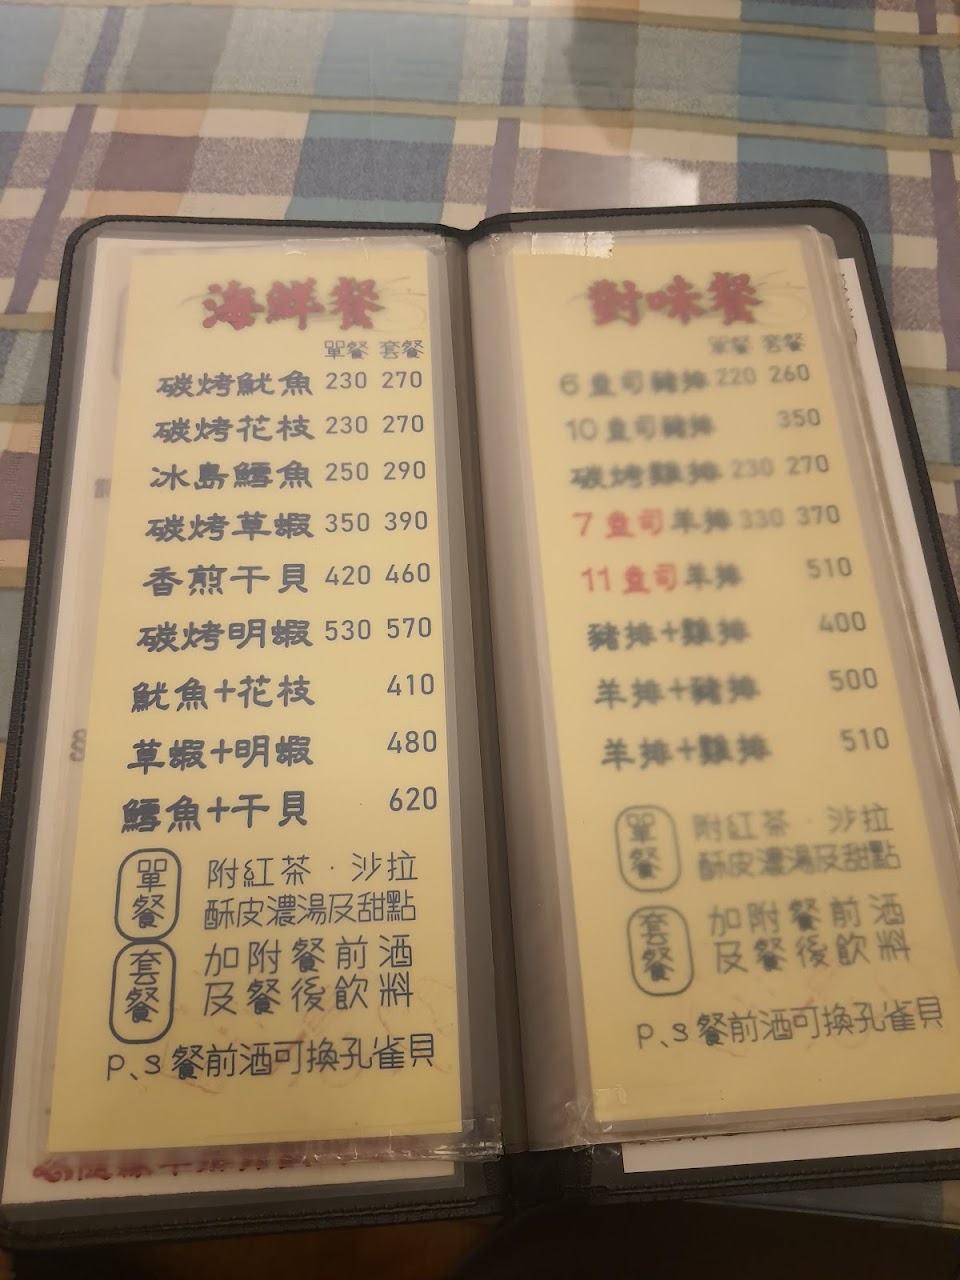 海鮮餐
單餐 套餐
碳烤魷魚 230 270
碳烤花枝 230 270
冰島鱈魚 250 290
碳烤草蝦 350 390
香煎干貝 420 460
碳烤明蝦 530 570
魷魚+花枝 410
草蝦+明蝦 480
鱈魚+干貝 620
單餐 附紅茶·沙拉
酥皮濃湯及甜點
套餐 加附餐前酒
及餐後飲料
p、s 餐前酒可換孔雀貝
對味餐
單餐 套餐
6盎司豬排 220 260
10盎司豬排 350
碳烤雞排 230 270
7盎司羊排 330 370
11盎司羊排 510
豬排+雞排 400
羊排+豬排 500
羊排+雞排 510
單餐 附紅茶·沙拉
酥皮濃湯及甜點
套餐 加附餐前酒
及餐後飲料
p、s 餐前酒可換孔雀貝